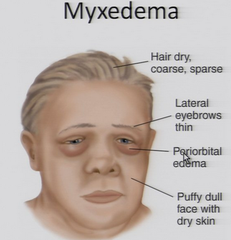 Myxedema
Hair dry,
coarse, sparse
Lateral
eyebrows
thin
Periorbital
edema
Puffy dull
face with
dry skin